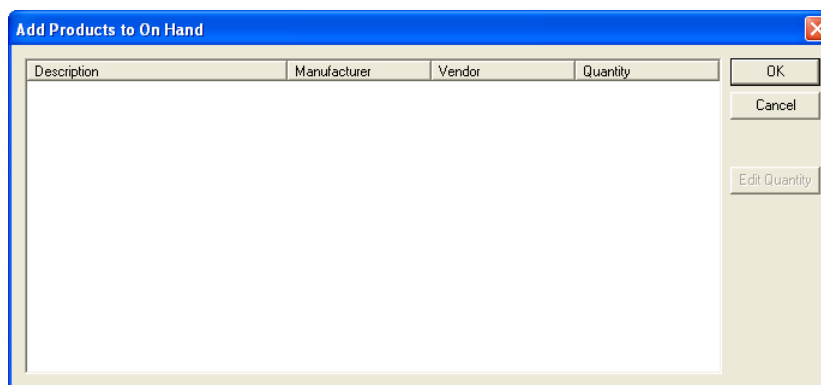 Add Products to On Hand
Description Manufacturer Vendor Quantity
OK
Cancel
Edit Quantity